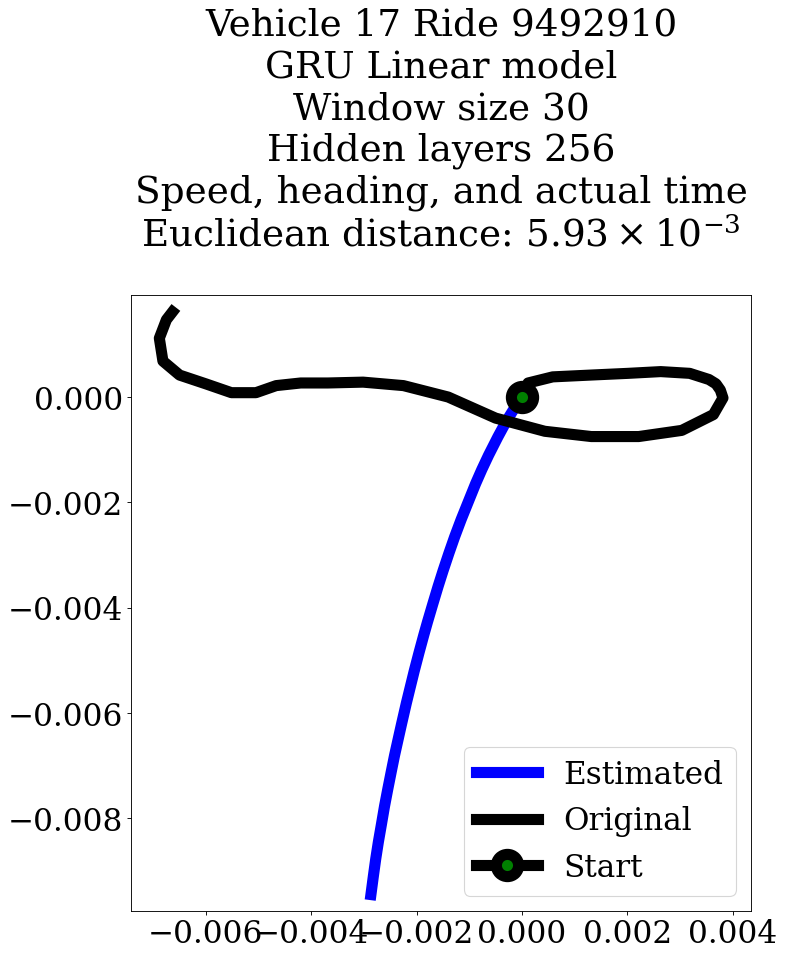 Vehicle 17 Ride 9492910
GRU Linear model
Window size 30
Hidden layers 256
Speed, heading, and actual time
Euclidean distance: 5.93 × 10⁻³
0.000
−0.002
−0.004
−0.006
−0.008
Estimated
Original
Start
−0.006 −0.004 −0.002 0.000 0.002 0.004